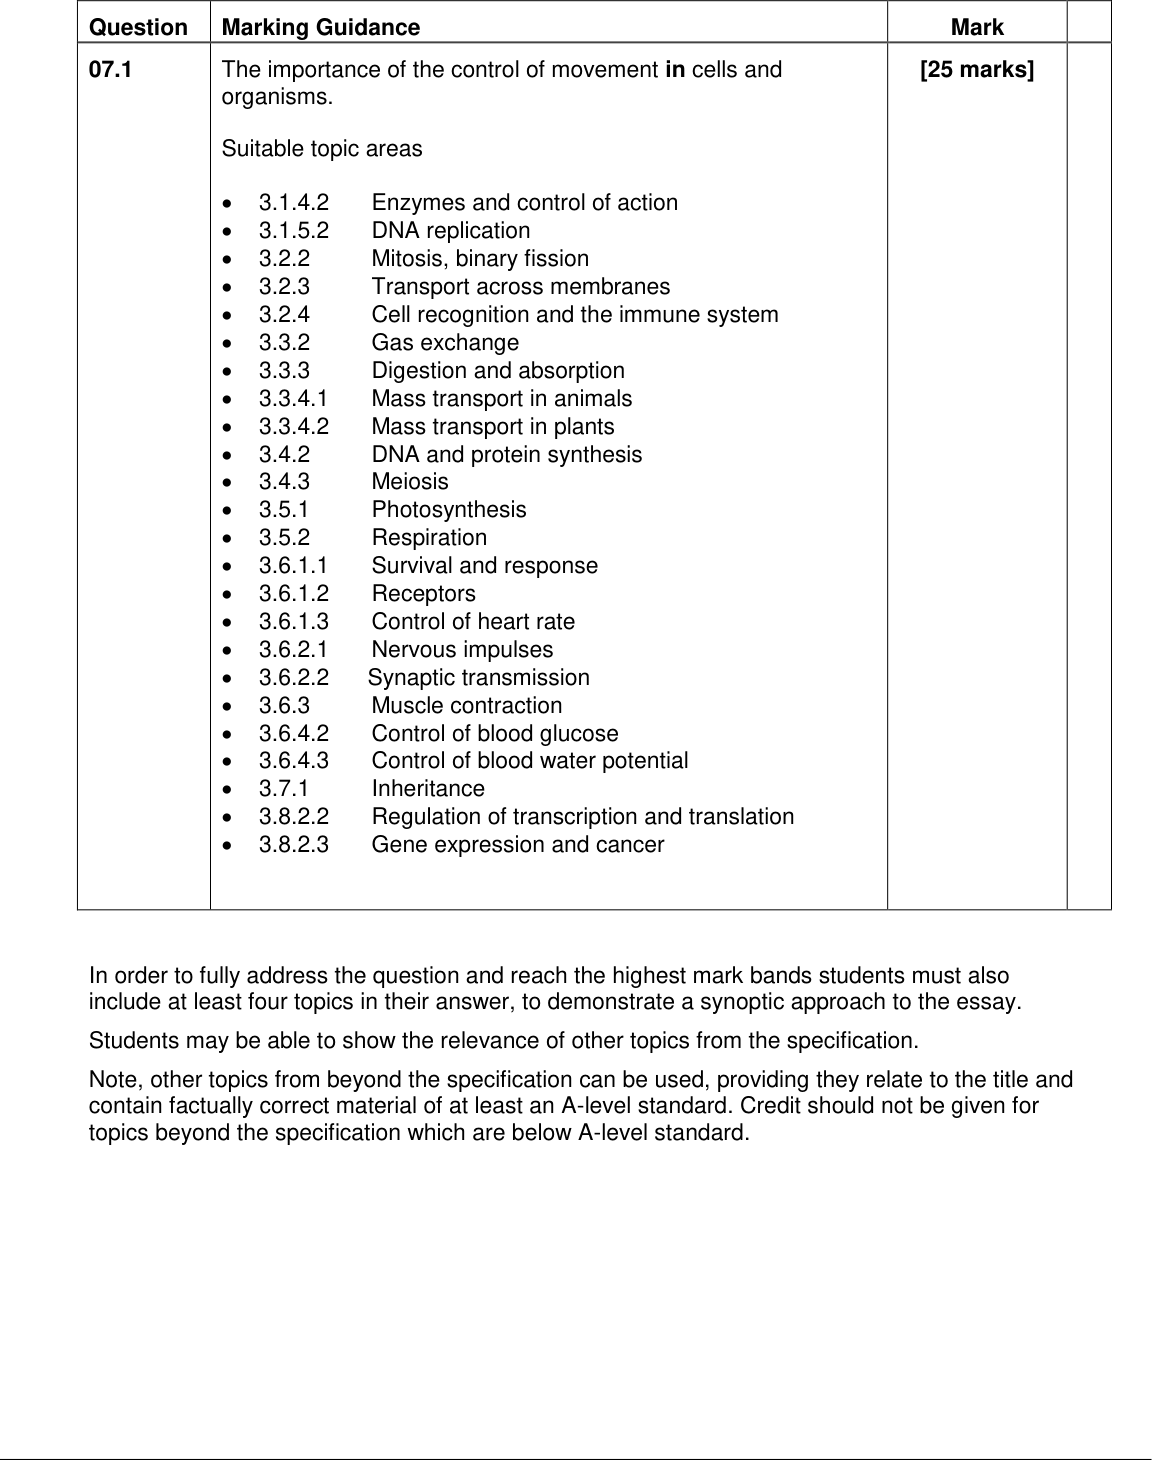 Question Marking Guidance Mark
07.1 The importance of the control of movement in cells and [25 marks]
organisms.
Suitable topic areas
• 3.1.4.2 Enzymes and control of action
• 3.1.5.2 DNA replication
• 3.2.2 Mitosis, binary fission
• 3.2.3 Transport across membranes
• 3.2.4 Cell recognition and the immune system
• 3.3.2 Gas exchange
• 3.3.3 Digestion and absorption
• 3.3.4.1 Mass transport in animals
• 3.3.4.2 Mass transport in plants
• 3.4.2 DNA and protein synthesis
• 3.4.3 Meiosis
• 3.5.1 Photosynthesis
• 3.5.2 Respiration
• 3.6.1.1 Survival and response
• 3.6.1.2 Receptors
• 3.6.1.3 Control of heart rate
• 3.6.2.1 Nervous impulses
• 3.6.2.2 Synaptic transmission
• 3.6.3 Muscle contraction
• 3.6.4.2 Control of blood glucose
• 3.6.4.3 Control of blood water potential
• 3.7.1 Inheritance
• 3.8.2.2 Regulation of transcription and translation
• 3.8.2.3 Gene expression and cancer
In order to fully address the question and reach the highest mark bands students must also
include at least four topics in their answer, to demonstrate a synoptic approach to the essay.
Students may be able to show the relevance of other topics from the specification.
Note, other topics from beyond the specification can be used, providing they relate to the title and
contain factually correct material of at least an A-level standard. Credit should not be given for
topics beyond the specification which are below A-level standard.